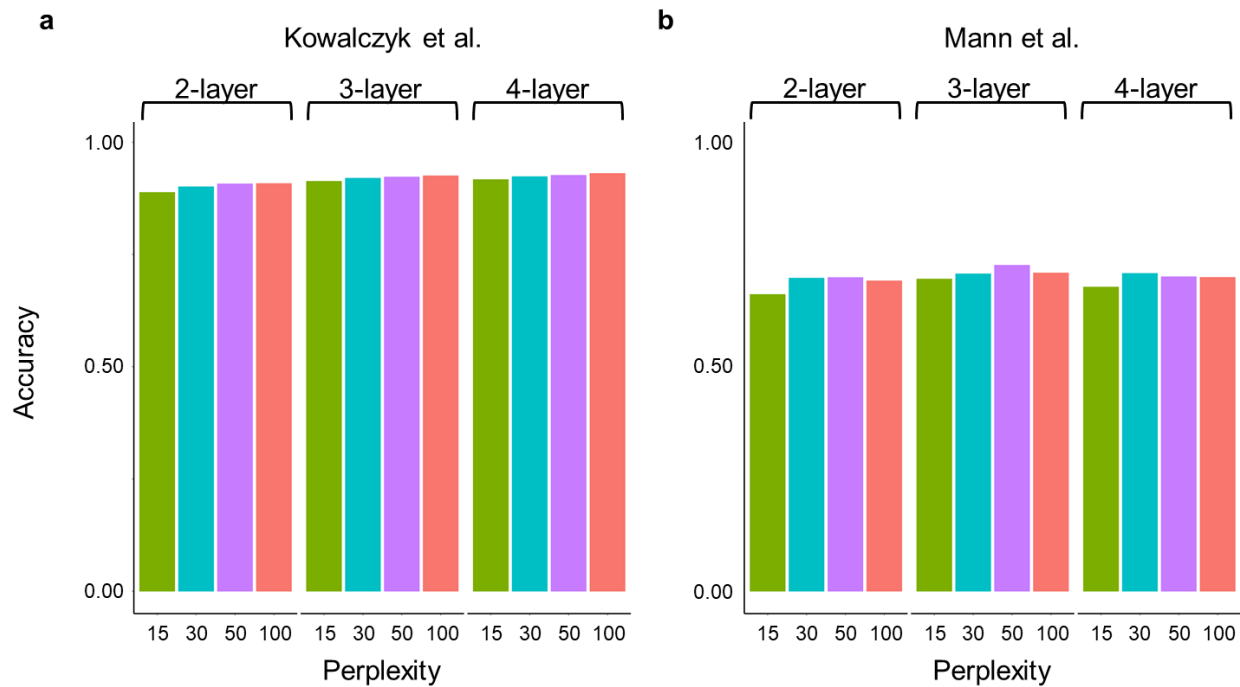 a
Kowalczyk et al.
2-layer 3-layer 4-layer
1.00
0.50
0.00
Accuracy
15 30 50 100 15 30 50 100 15 30 50 100
Perplexity
b
Mann et al.
2-layer 3-layer 4-layer
1.00
0.50
0.00
15 30 50 100 15 30 50 100 15 30 50 100
Perplexity